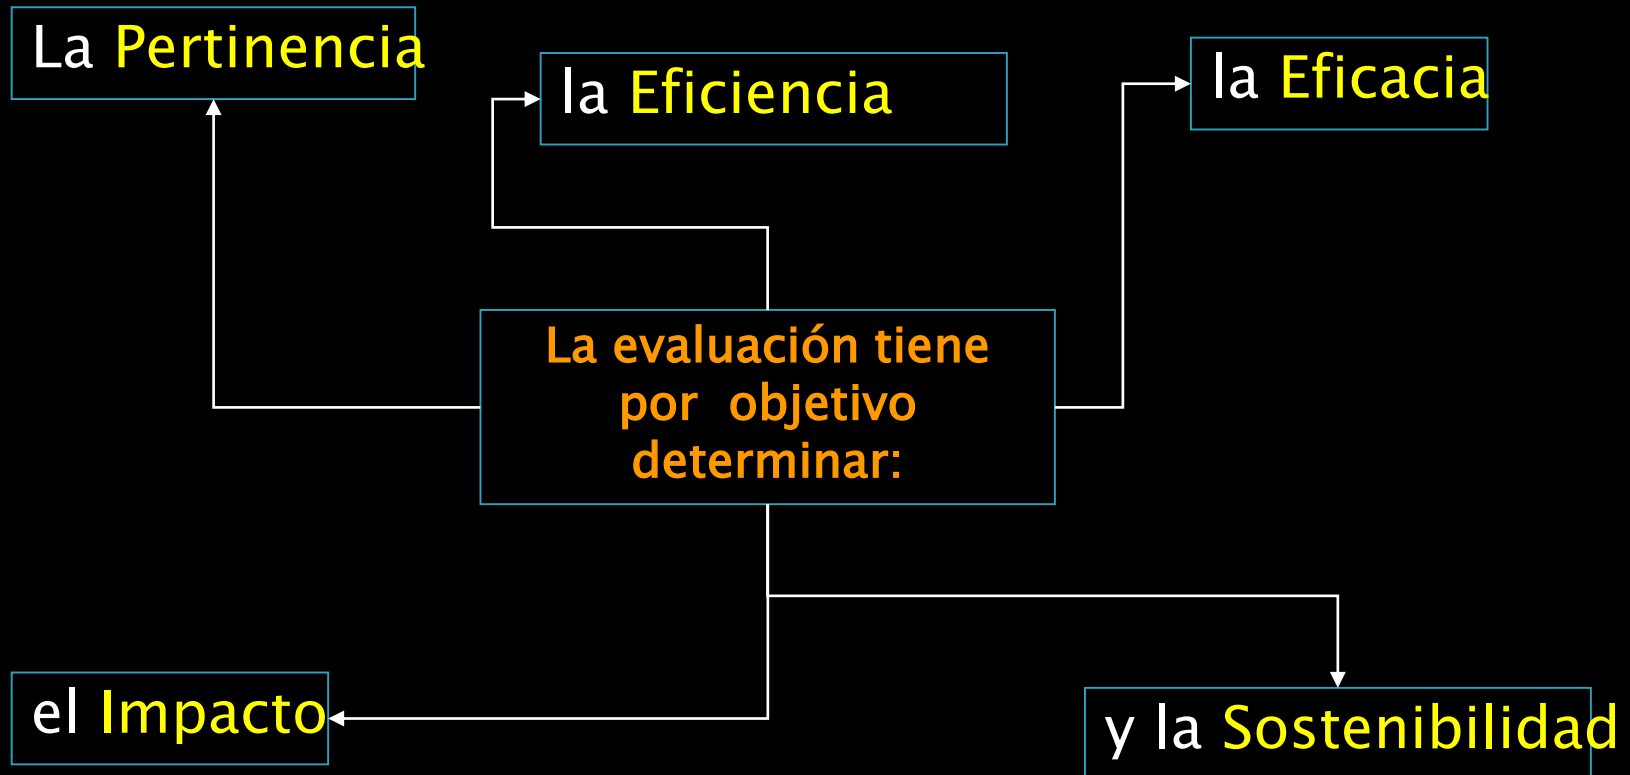 La Pertinencia
la Eficiencia
la Eficacia
La evaluación tiene
por  objetivo
determinar:
el Impacto
y la Sostenibilidad